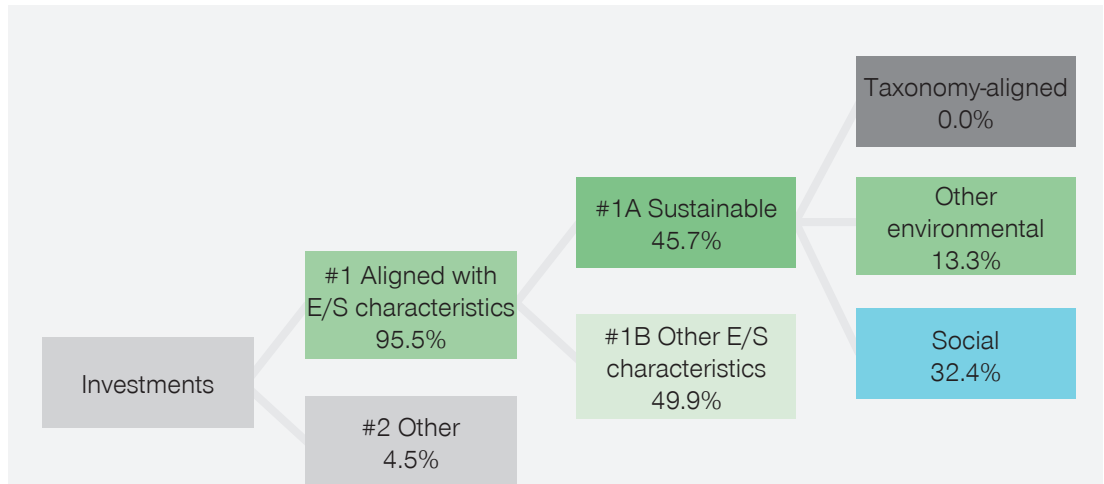 Investments
#1 Aligned with
E/S characteristics
95.5%
#2 Other
4.5%
#1A Sustainable
45.7%
#1B Other E/S
characteristics
49.9%
Taxonomy-aligned
0.0%
Other
environmental
13.3%
Social
32.4%